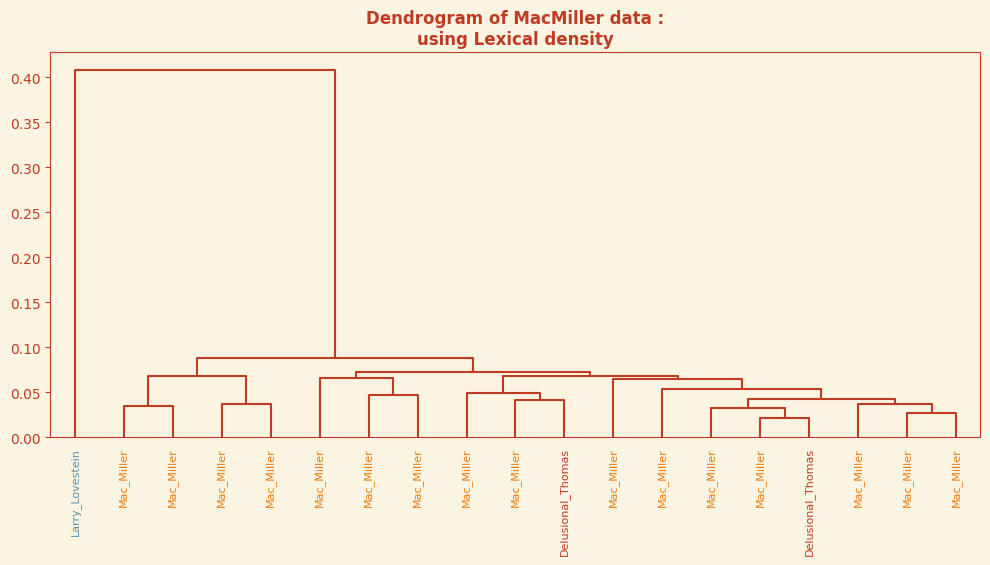 Dendrogram of MacMiller data :
using Lexical density
0.40
0.35
0.30
0.25
0.20
0.15
0.10
0.05
0.00
Larry_Lovestein
Mac_Miller
Mac_Miller
Mac_Miller
Mac_Miller
Mac_Miller
Mac_Miller
Mac_Miller
Mac_Miller
Mac_Miller
Delusional_Thomas
Mac_Miller
Mac_Miller
Mac_Miller
Mac_Miller
Delusional_Thomas
Mac_Miller
Mac_Miller
Mac_Miller